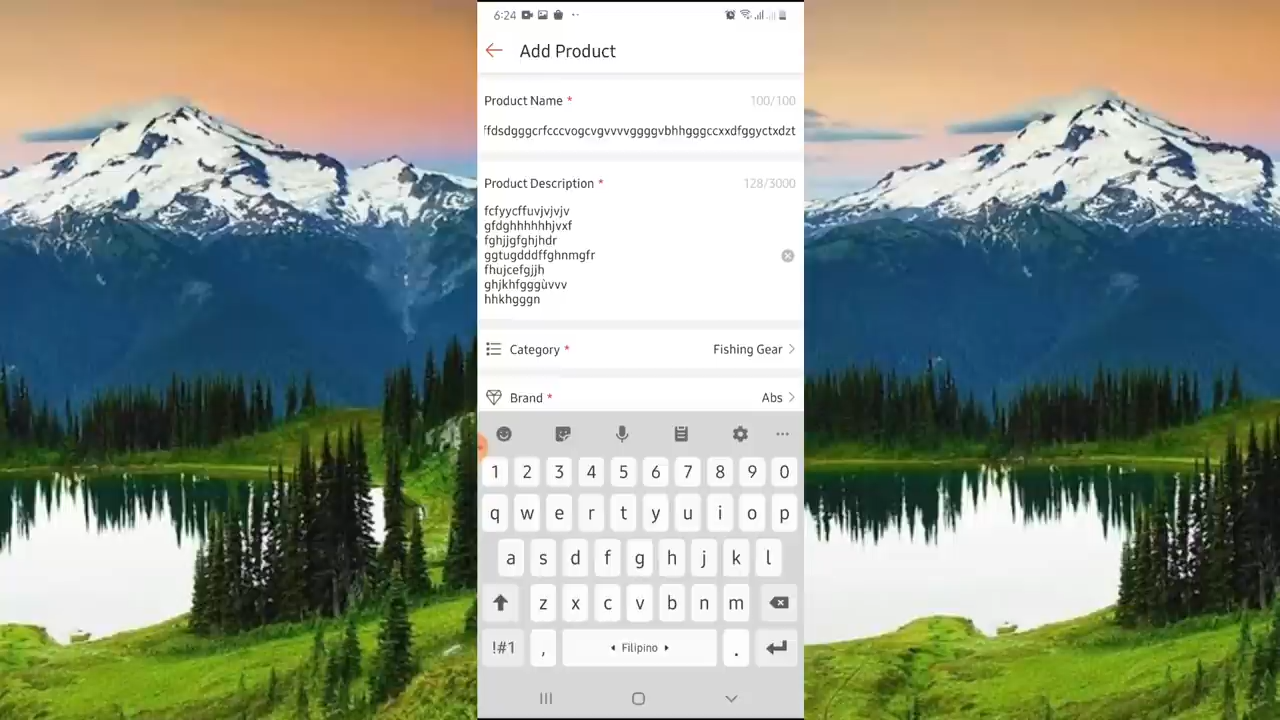 6:24
Add Product
Product Name * 100/100
ffdsdgggcrfcccvogcvgvvvvggggvbhhgggccxxdfggyctxdzt
Product Description * 128/3000
fcfyycffuvjvjvjv
gfdghhhhhhjvxf
fghjjgfghjhdr
ggtugdddffghnmgfr
fhujcefgjjh
ghjkhfgggùvvv
hhkhgggn
Category * Fishing Gear
Brand * Abs
1 2 3 4 5 6 7 8 9 0
q w e r t y u i o p
a s d f g h j k l
z x c v b n m
!#1 , Filipino .